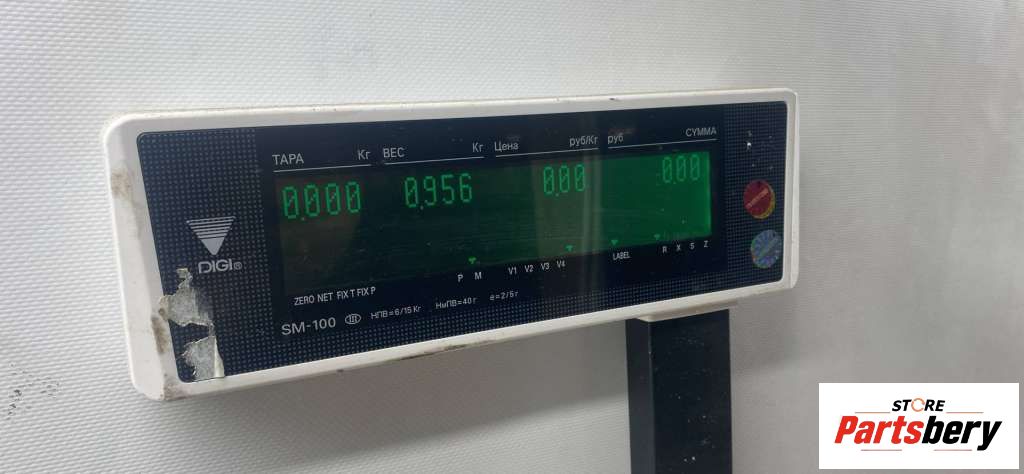 ТАРА Кг ВЕС Кг Цена руб/Кг руб СУММА
0.000 0.956 0.00 0.00
DIGI®
P M V1 V2 V3 V4 LABEL R X S Z
ZERO NET FIX T FIX P
SM-100 III НПВ=6/15 Кг НмПВ=40 г e=2/5 г
STORE
Partsbery